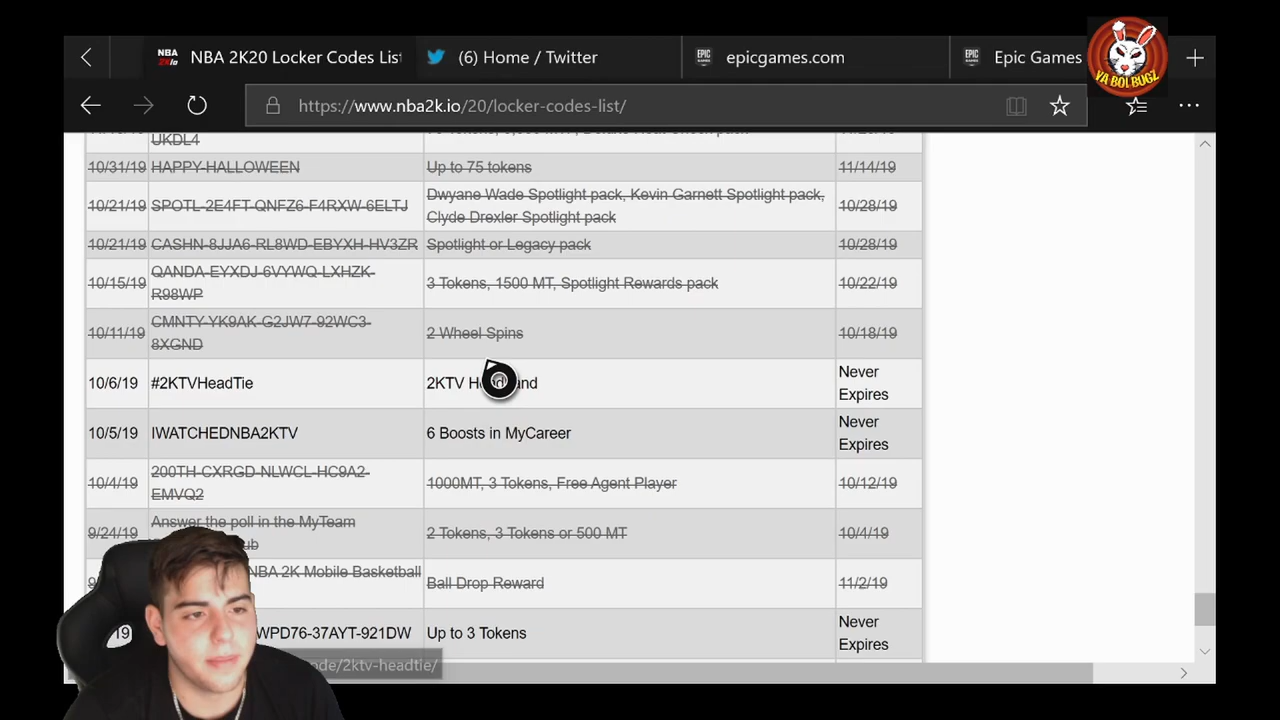 NBA 2K20 Locker Codes List
(6) Home / Twitter
epicgames.com
Epic Games
YA BOI BUGZ
https://www.nba2k.io/20/locker-codes-list/
UKDL4
10/31/19 HAPPY-HALLOWEEN Up to 75 tokens 11/14/19
10/21/19 SPOTL-2E4FT-QNFZ6-F4RXW-6ELTJ Dwyane Wade Spotlight pack, Kevin Garnett Spotlight pack, 10/28/19
Clyde Drexler Spotlight pack
10/21/19 CASHN-8JJA6-RL8WD-EBYXH-HV3ZR Spotlight or Legacy pack 10/28/19
10/15/19 QANDA-EYXDJ-6VYWQ-LXHZK- 3 Tokens, 1500 MT, Spotlight Rewards pack 10/22/19
R98WP
10/11/19 CMNTY-YK9AK-G2JW7-92WC3- 2 Wheel Spins 10/18/19
8XGND
10/6/19 #2KTVHeadTie 2KTV Never
Expires
10/5/19 IWATCHEDNBA2KTV 6 Boosts in MyCareer Never
Expires
10/4/19 200TH-CXRGD-NLWCL-HC9A2- 1000MT, 3 Tokens, Free Agent Player 10/12/19
EMVQ2
9/24/19 Answer the poll in the MyTeam 2 Tokens, 3 Tokens or 500 MT 10/4/19
NBA 2K Mobile Basketball Ball Drop Reward 11/2/19
WPD76-37AYT-921DW Up to 3 Tokens Never
Expires
/2ktv-headtie/